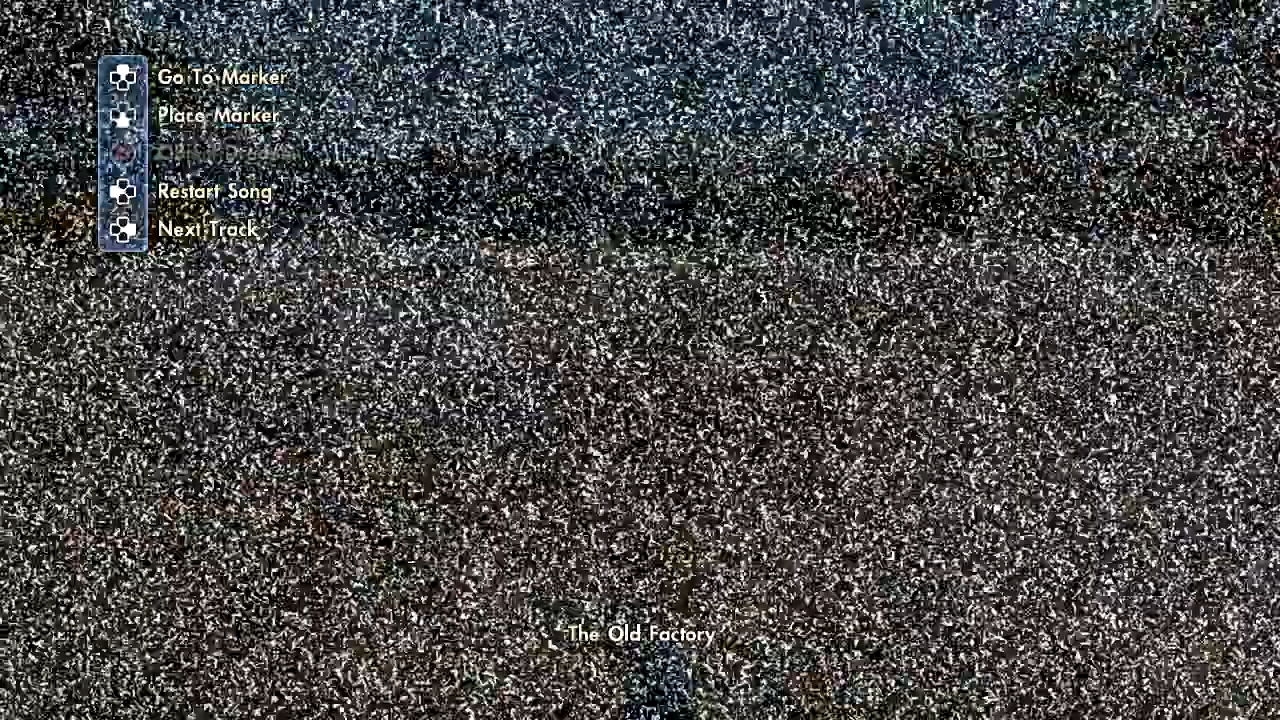 Go To Marker
Place Marker
Restart Song
Next Track
The Old Factory